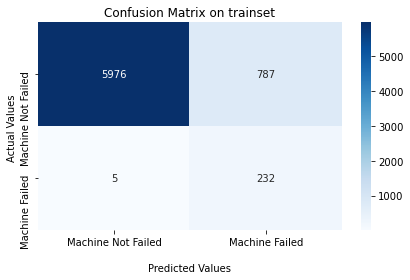 Confusion Matrix on trainset
Actual Values
Machine Not Failed
Machine Failed
5976
787
5
232
5000
4000
3000
2000
1000
Machine Not Failed
Machine Failed
Predicted Values